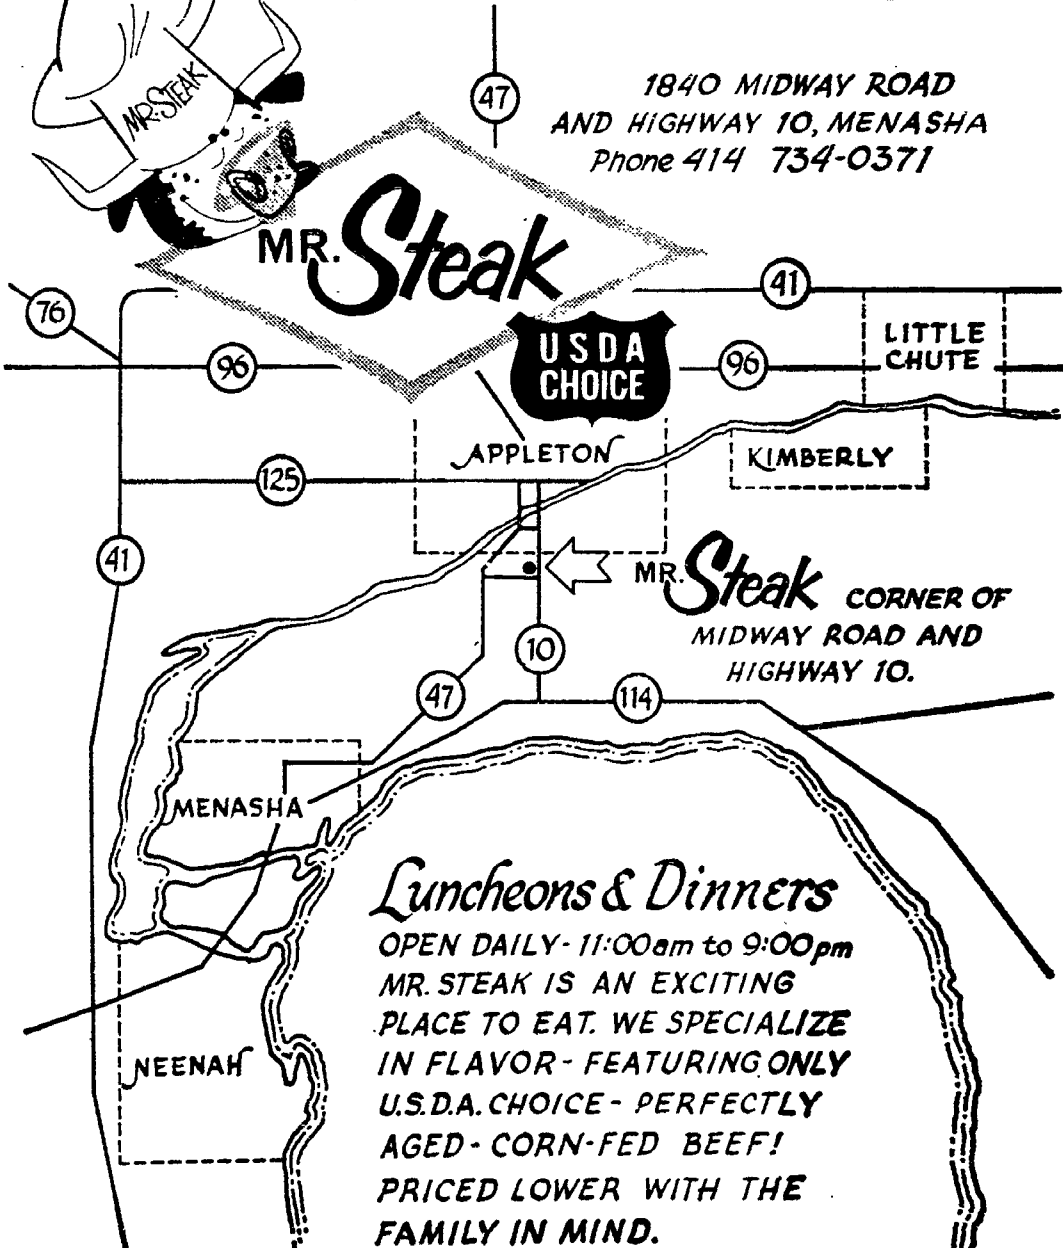 MR. STEAK
47
1840 MIDWAY ROAD
AND HIGHWAY 10, MENASHA
Phone 414 734-0371
MR. Steak
41
76
LITTLE
CHUTE
USDA
CHOICE
96
96
APPLETON
KIMBERLY
125
41
MR. Steak CORNER OF
MIDWAY ROAD AND
HIGHWAY 10.
10
47
114
MENASHA
Luncheons & Dinners
OPEN DAILY - 11:00am to 9:00pm
MR. STEAK IS AN EXCITING
PLACE TO EAT. WE SPECIALIZE
IN FLAVOR - FEATURING ONLY
U.S.D.A. CHOICE - PERFECTLY
AGED - CORN-FED BEEF!
PRICED LOWER WITH THE
FAMILY IN MIND.
NEENAH